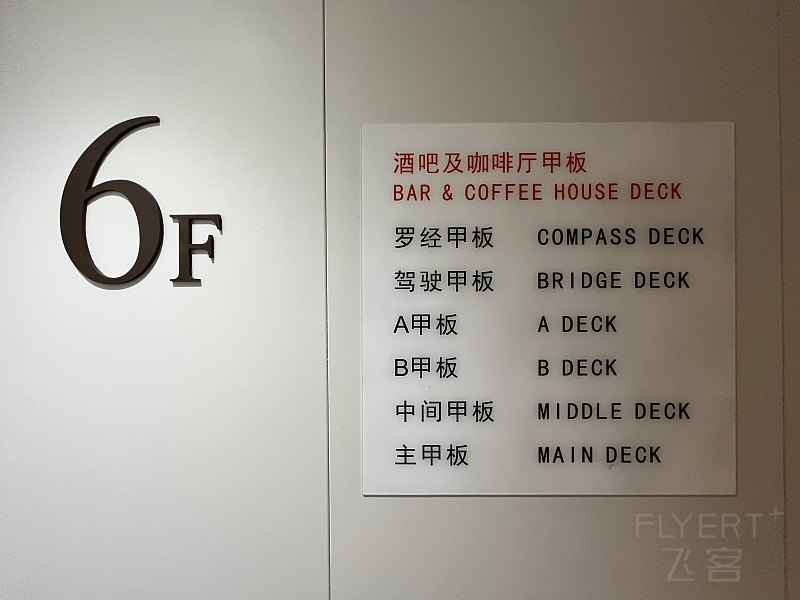 6F
酒吧及咖啡厅甲板
BAR & COFFEE HOUSE DECK
罗经甲板 COMPASS DECK
驾驶甲板 BRIDGE DECK
A甲板 A DECK
B甲板 B DECK
中间甲板 MIDDLE DECK
主甲板 MAIN DECK
FLYERT+
飞客